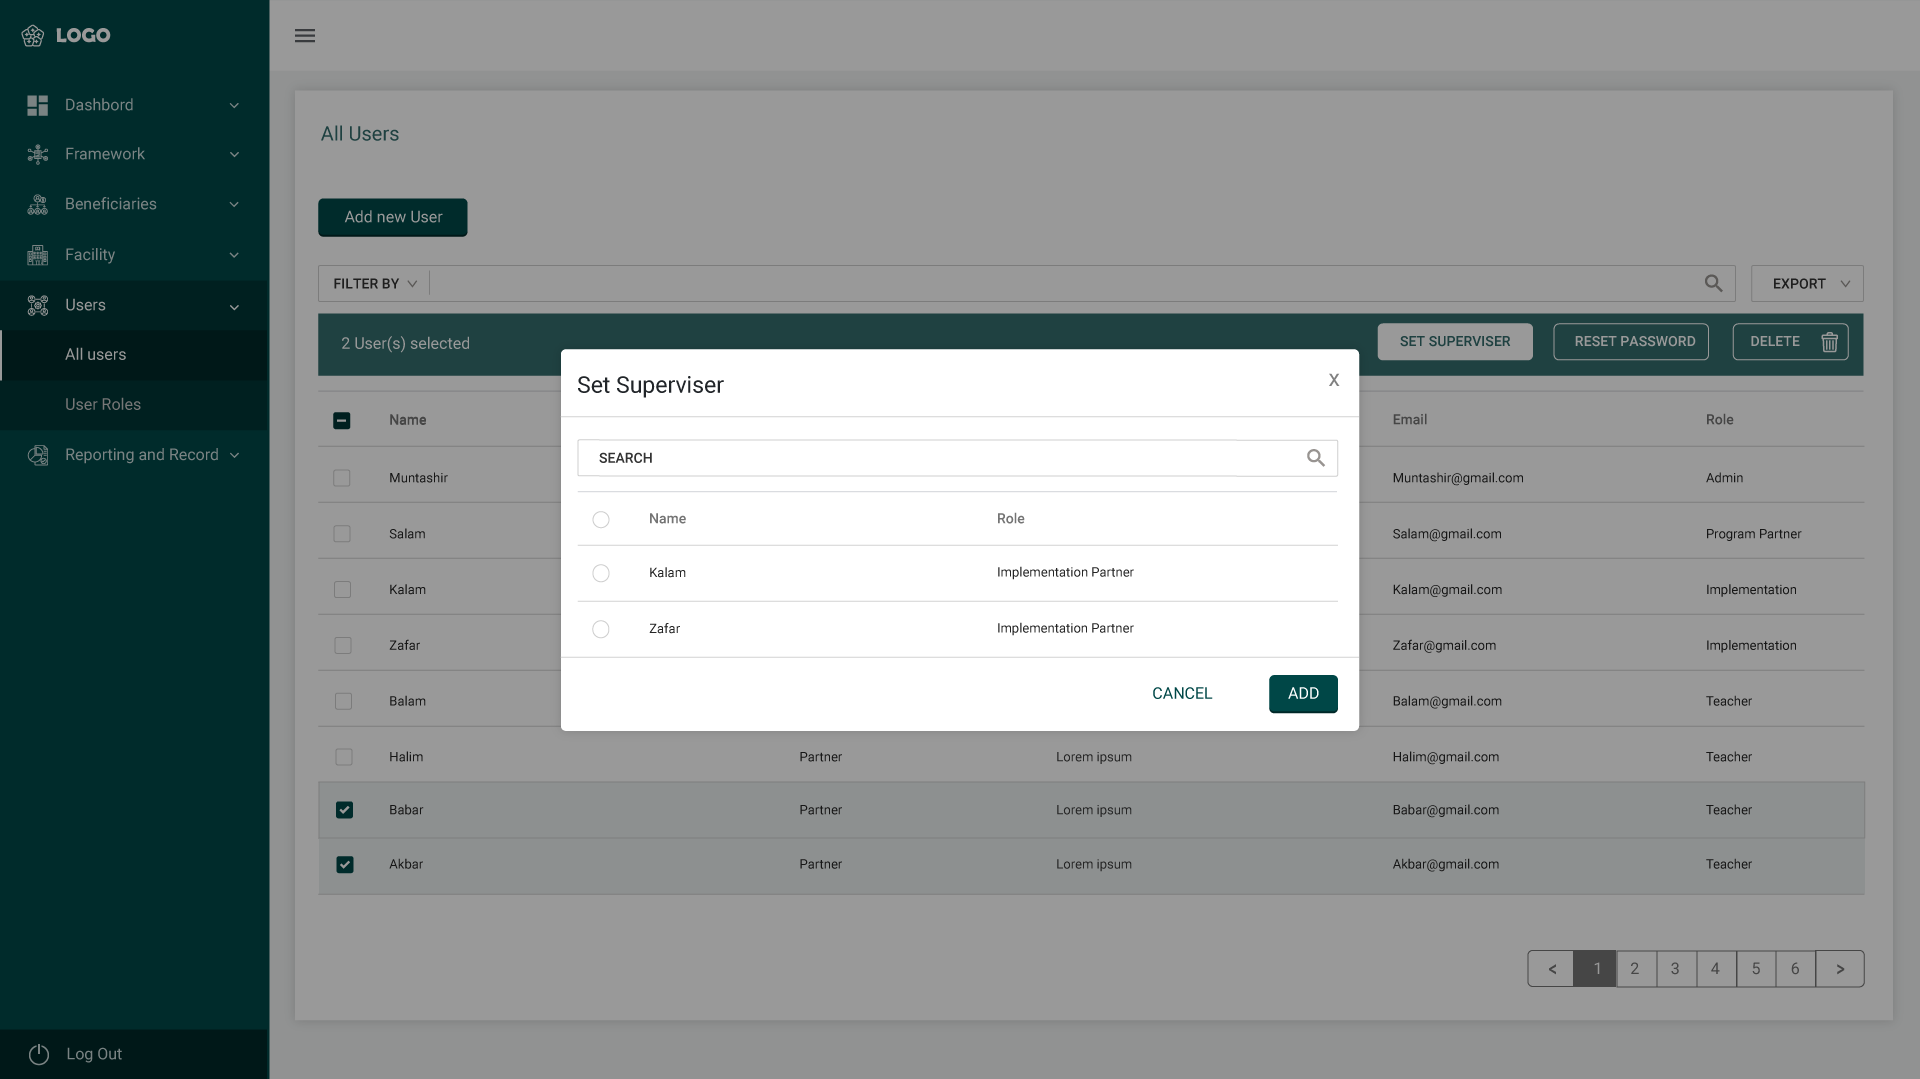 LOGO
Dashbord
Framework
Beneficiaries
Facility
Users
All users
User Roles
Reporting and Record
Log Out
All Users
Add new User
FILTER BY
EXPORT
2 User(s) selected
SET SUPERVISER
RESET PASSWORD
DELETE
Name
Email
Role
Muntashir
Muntashir@gmail.com
Admin
Salam
Salam@gmail.com
Program Partner
Kalam
Kalam@gmail.com
Implementation
Zafar
Zafar@gmail.com
Implementation
Balam
Balam@gmail.com
Teacher
Halim
Partner
Lorem ipsum
Halim@gmail.com
Teacher
Babar
Partner
Lorem ipsum
Babar@gmail.com
Teacher
Akbar
Partner
Lorem ipsum
Akbar@gmail.com
Teacher
Set Superviser
X
SEARCH
Name
Role
Kalam
Implementation Partner
Zafar
Implementation Partner
CANCEL
ADD
< 1 2 3 4 5 6 >